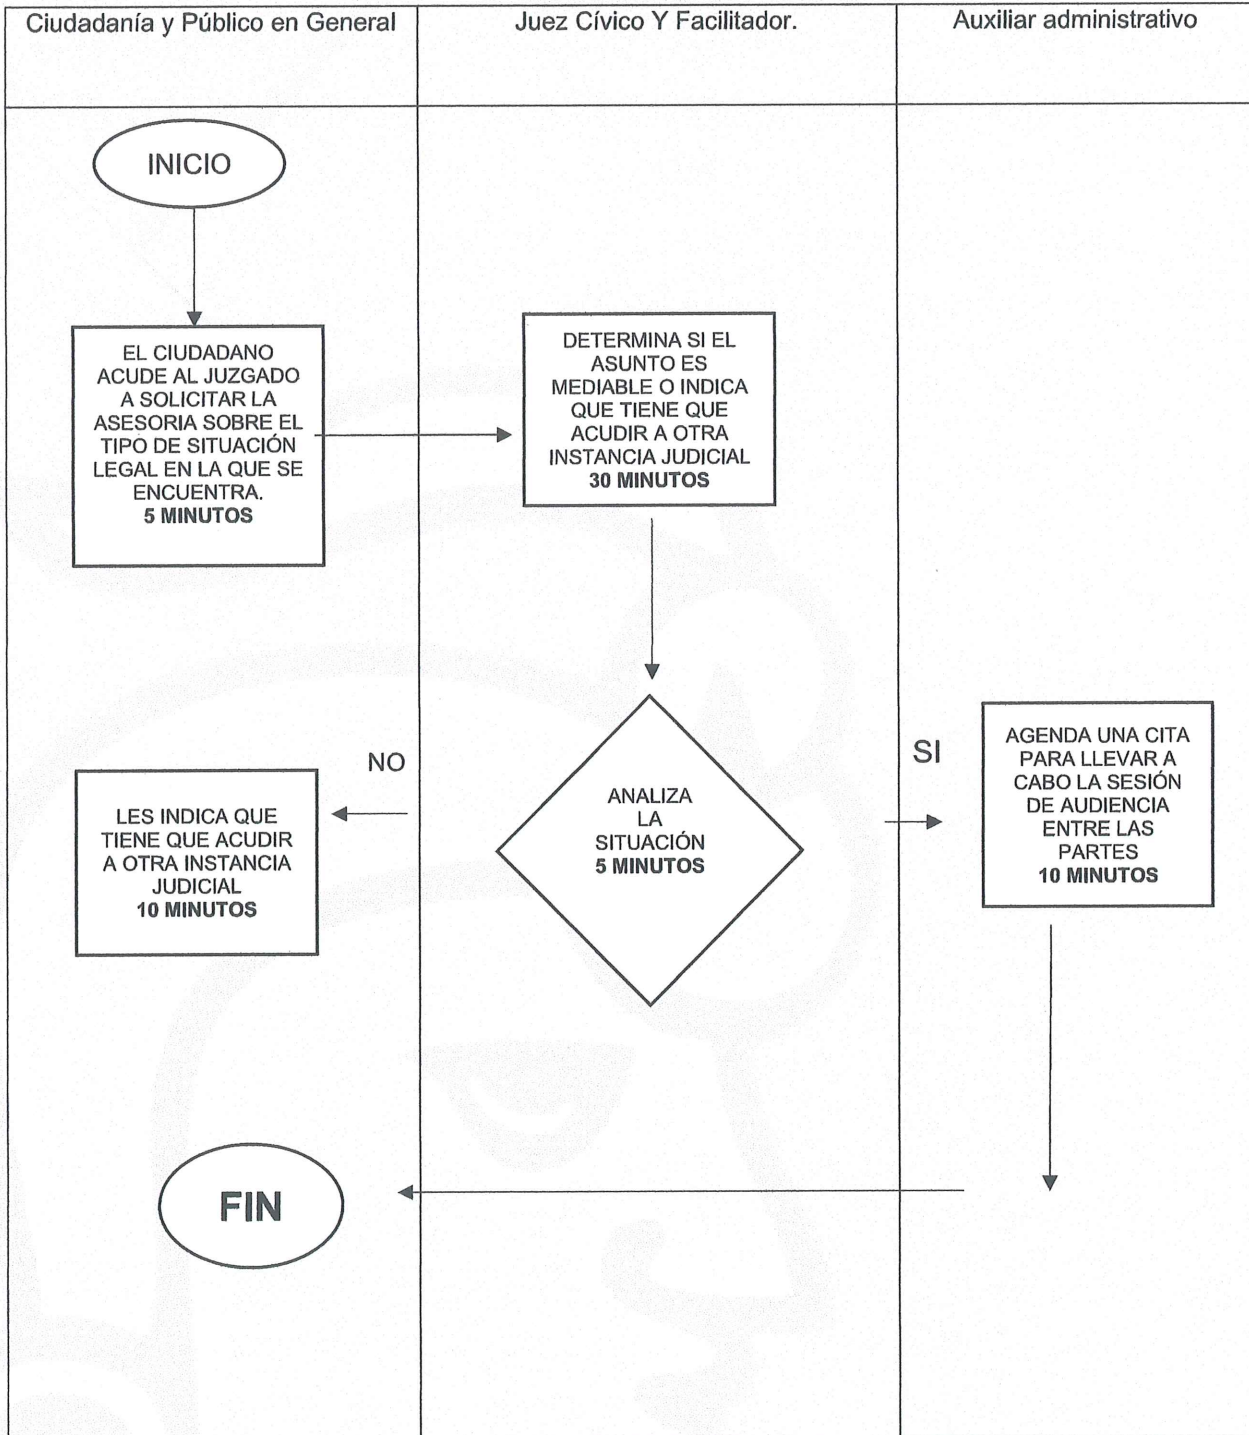 Ciudadanía y Público en General
Juez Cívico Y Facilitador.
Auxiliar administrativo
INICIO
EL CIUDADANO
ACUDE AL JUZGADO
A SOLICITAR LA
ASESORIA SOBRE EL
TIPO DE SITUACIÓN
LEGAL EN LA QUE SE
ENCUENTRA.
5 MINUTOS
DETERMINA SI EL
ASUNTO ES
MEDIABLE O INDICA
QUE TIENE QUE
ACUDIR A OTRA
INSTANCIA JUDICIAL
30 MINUTOS
NO
LES INDICA QUE
TIENE QUE ACUDIR
A OTRA INSTANCIA
JUDICIAL
10 MINUTOS
ANALIZA
LA
SITUACIÓN
5 MINUTOS
SI
AGENDA UNA CITA
PARA LLEVAR A
CABO LA SESIÓN
DE AUDIENCIA
ENTRE LAS
PARTES
10 MINUTOS
FIN